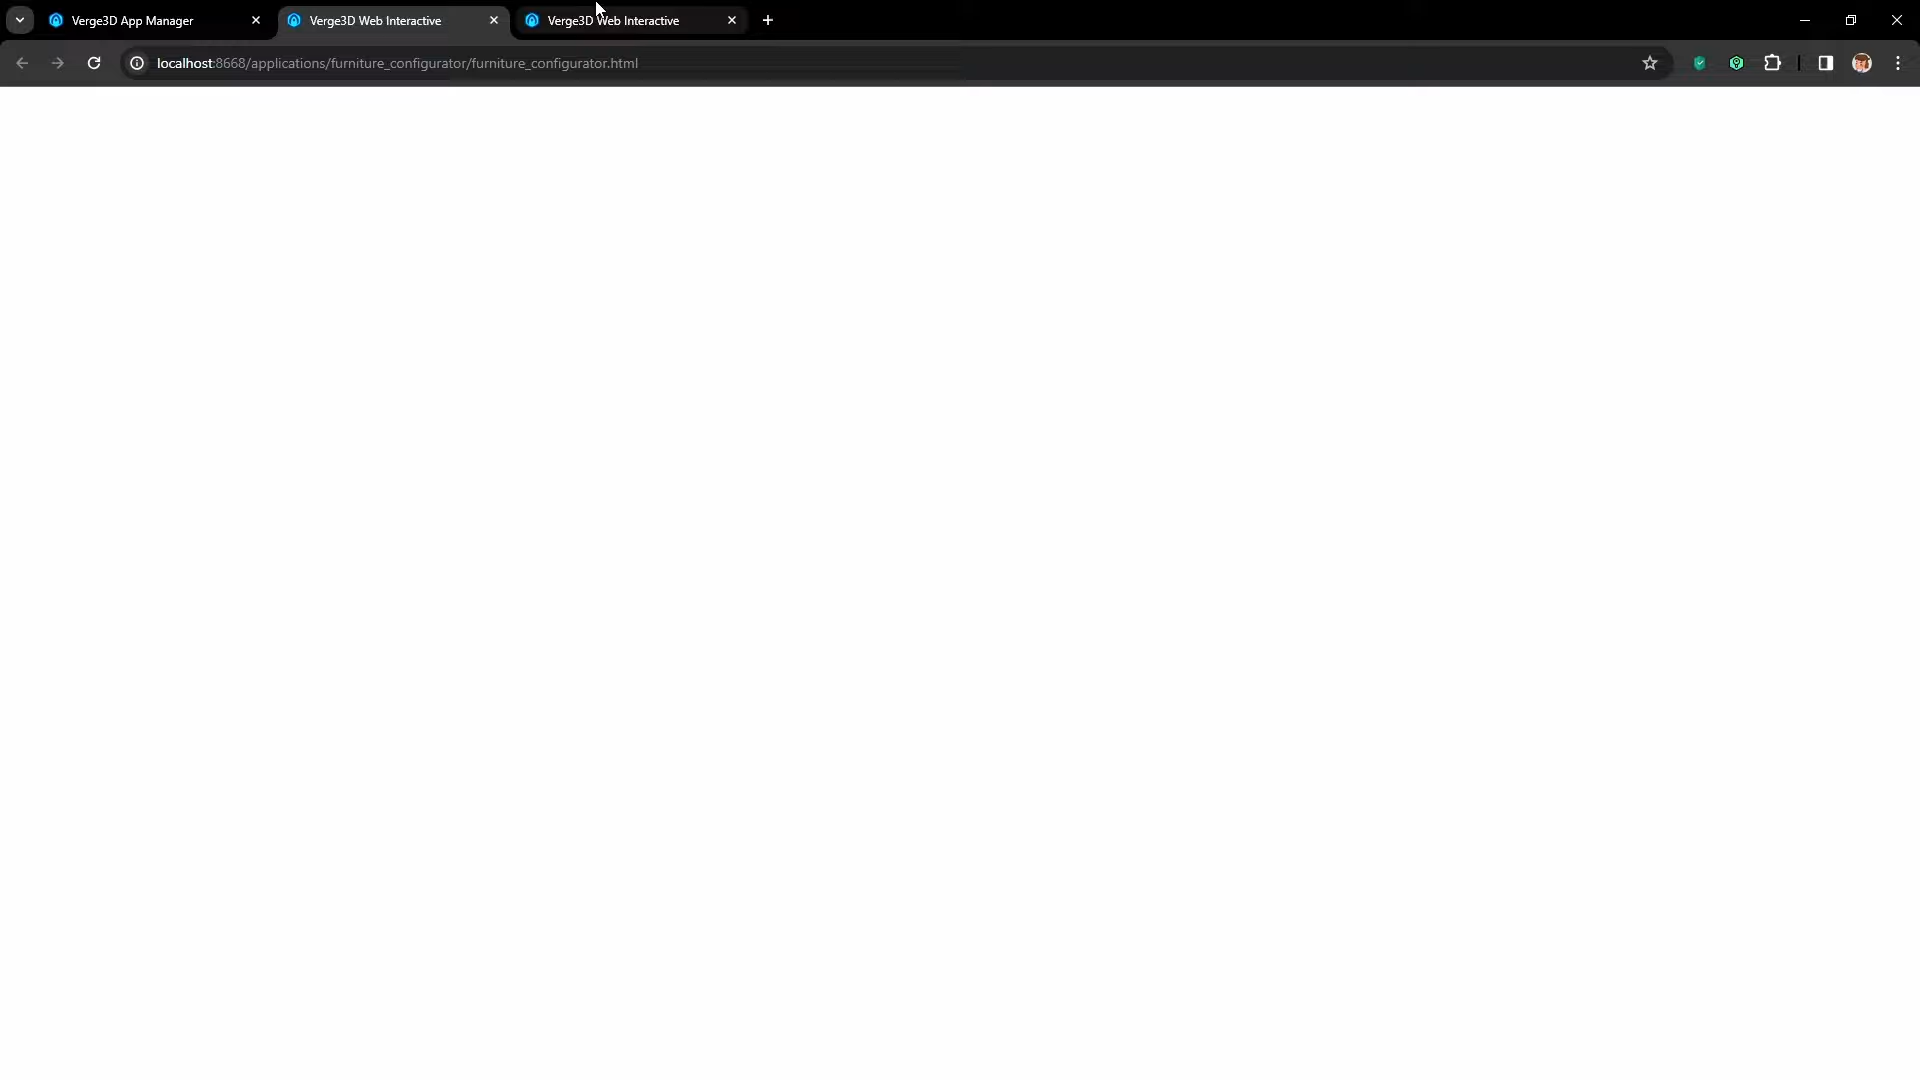 Verge3D App Manager
Verge3D Web Interactive
Verge3D Web Interactive
localhost:8668/applications/furniture_configurator/furniture_configurator.html